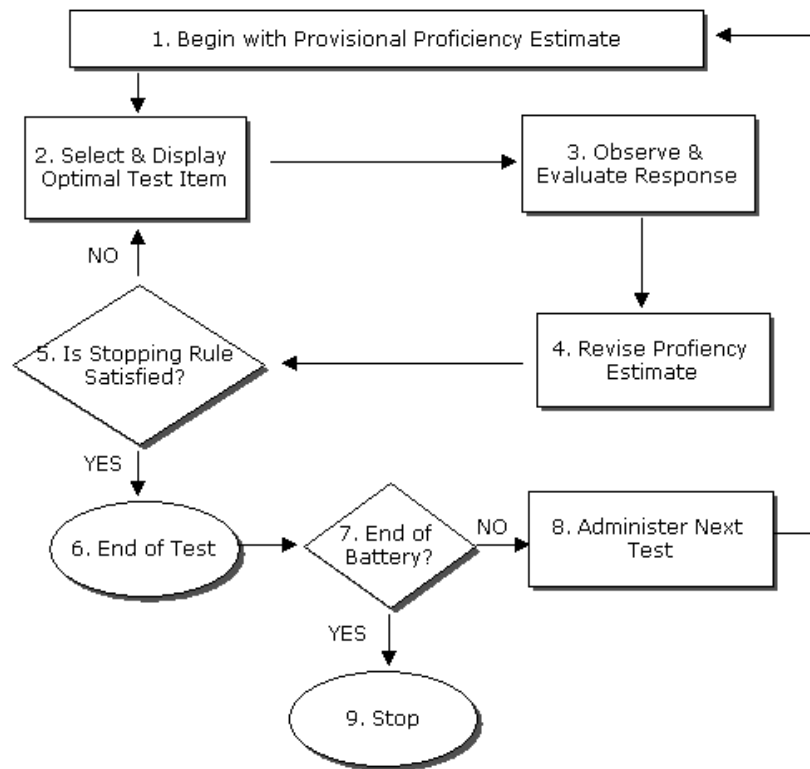 1. Begin with Provisional Proficiency Estimate
2. Select & Display
Optimal Test Item
3. Observe &
Evaluate Response
NO
4. Revise Profiency
Estimate
5. Is Stopping Rule
Satisfied?
YES
6. End of Test
7. End of
Battery?
NO
8. Administer Next
Test
YES
9. Stop